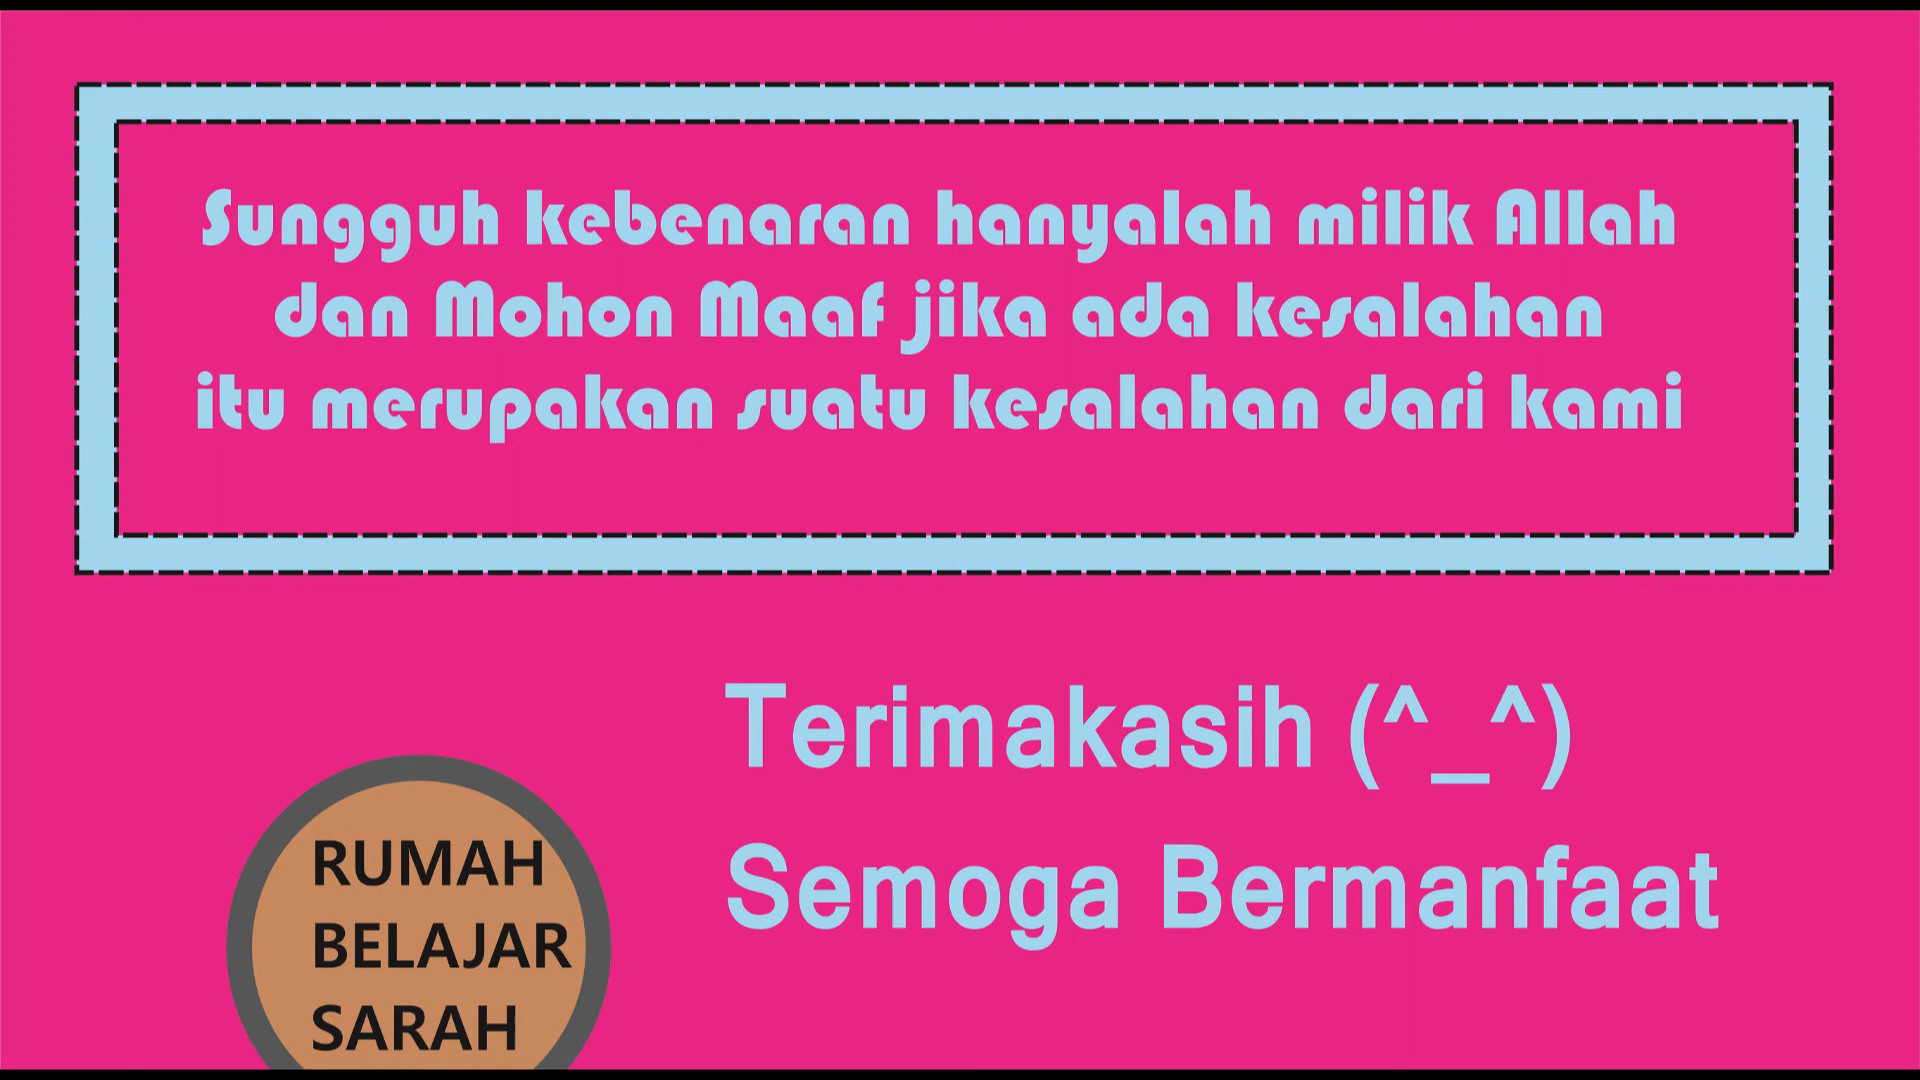 Sungguh kebenaran hanyalah milik Allah
dan Mohon Maaf jika ada kesalahan
itu merupakan suatu kesalahan dari kami
Terimakasih (^_^)
Semoga Bermanfaat
RUMAH
BELAJAR
SARAH